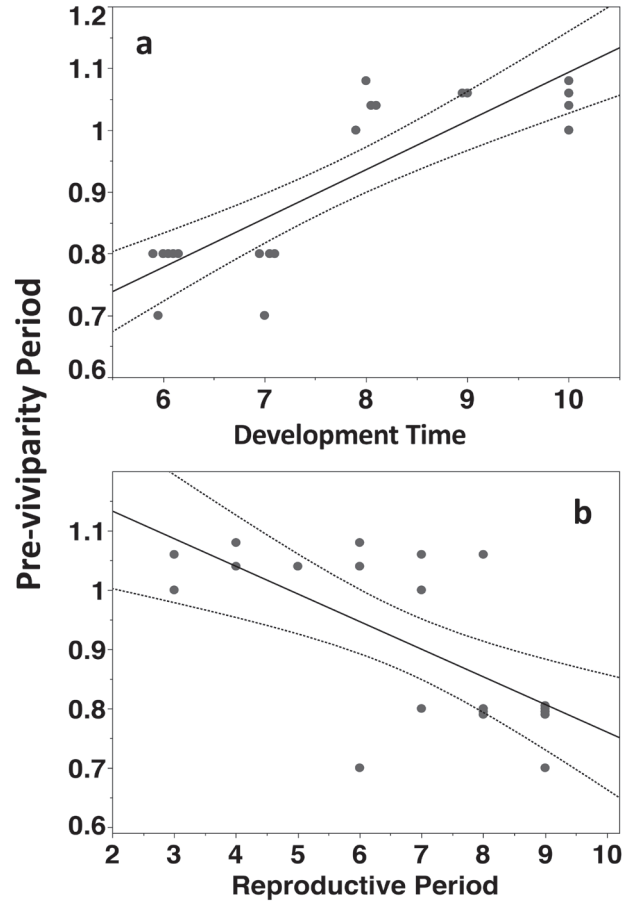 Pre-viviparity Period
a
1.2
1.1
1
0.9
0.8
0.7
0.6
6 7 8 9 10
Development Time
b
1.1
1
0.9
0.8
0.7
0.6
2 3 4 5 6 7 8 9 10
Reproductive Period